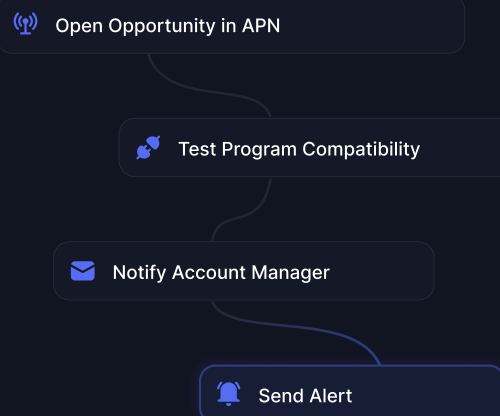 Open Opportunity in APN
Test Program Compatibility
Notify Account Manager
Send Alert